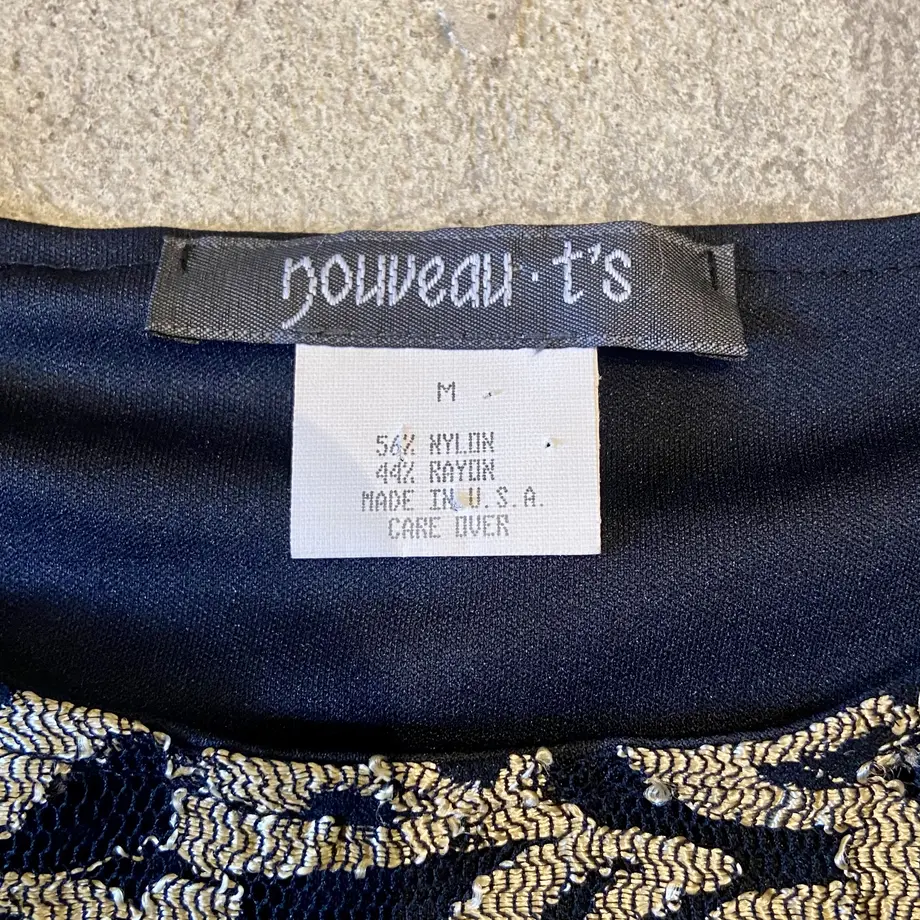 nouveau · t's
M
56% NYLON
44% RAYON
MADE IN U.S.A.
CARE OVER